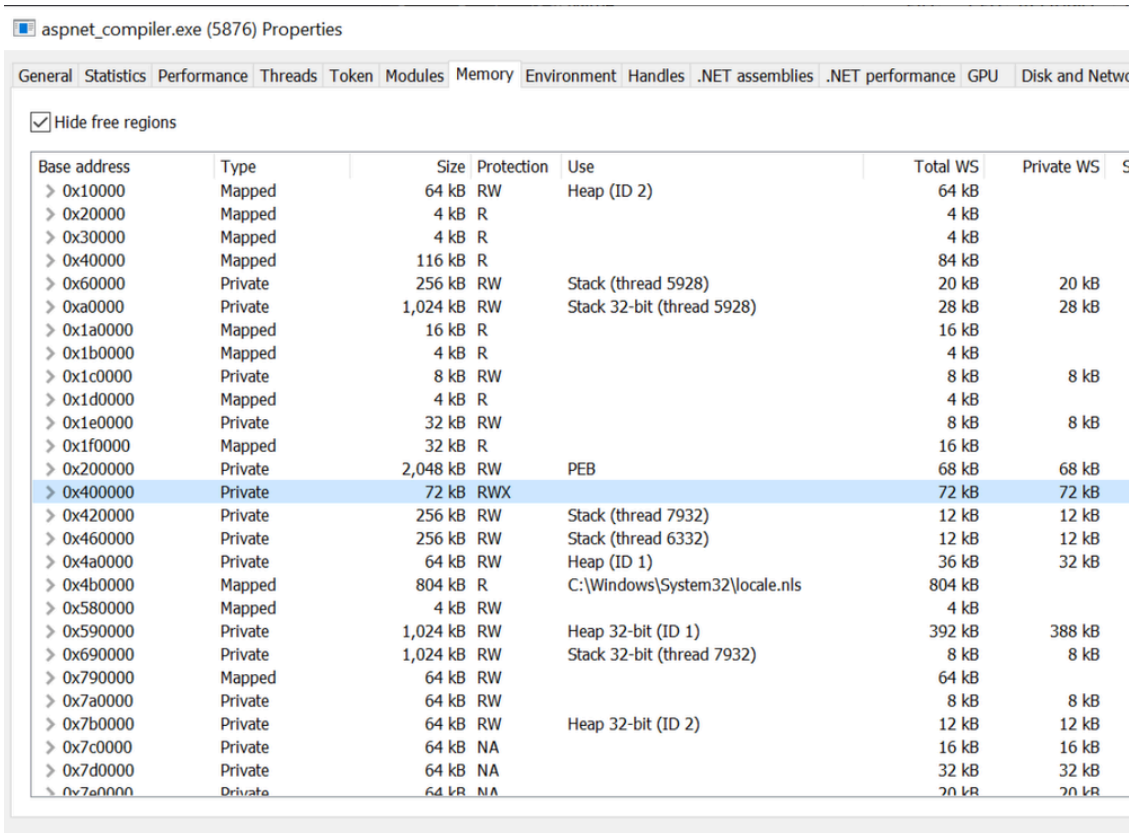 aspnet_compiler.exe (5876) Properties
General Statistics Performance Threads Token Modules Memory Environment Handles .NET assemblies .NET performance GPU Disk and Netwo
Hide free regions
Base address Type Size Protection Use Total WS Private WS S
0x10000 Mapped 64 kB RW Heap (ID 2) 64 kB
0x20000 Mapped 4 kB R 4 kB
0x30000 Mapped 4 kB R 4 kB
0x40000 Mapped 116 kB R 84 kB
0x60000 Private 256 kB RW Stack (thread 5928) 20 kB 20 kB
0xa0000 Private 1,024 kB RW Stack 32-bit (thread 5928) 28 kB 28 kB
0x1a0000 Mapped 16 kB R 16 kB
0x1b0000 Mapped 4 kB R 4 kB
0x1c0000 Private 8 kB RW 8 kB 8 kB
0x1d0000 Mapped 4 kB R 4 kB
0x1e0000 Private 32 kB RW 8 kB 8 kB
0x1f0000 Mapped 32 kB R 16 kB
0x200000 Private 2,048 kB RW PEB 68 kB 68 kB
0x400000 Private 72 kB RWX 72 kB 72 kB
0x420000 Private 256 kB RW Stack (thread 7932) 12 kB 12 kB
0x460000 Private 256 kB RW Stack (thread 6332) 12 kB 12 kB
0x4a0000 Private 64 kB RW Heap (ID 1) 36 kB 32 kB
0x4b0000 Mapped 804 kB R C:\Windows\System32\locale.nls 804 kB
0x580000 Mapped 4 kB RW 4 kB
0x590000 Private 1,024 kB RW Heap 32-bit (ID 1) 392 kB 388 kB
0x690000 Private 1,024 kB RW Stack 32-bit (thread 7932) 8 kB 8 kB
0x790000 Mapped 64 kB RW 64 kB
0x7a0000 Private 64 kB RW 8 kB 8 kB
0x7b0000 Private 64 kB RW Heap 32-bit (ID 2) 12 kB 12 kB
0x7c0000 Private 64 kB NA 16 kB 16 kB
0x7d0000 Private 64 kB NA 32 kB 32 kB
0x7e0000 Private 64 kB NA 20 kB 20 kB